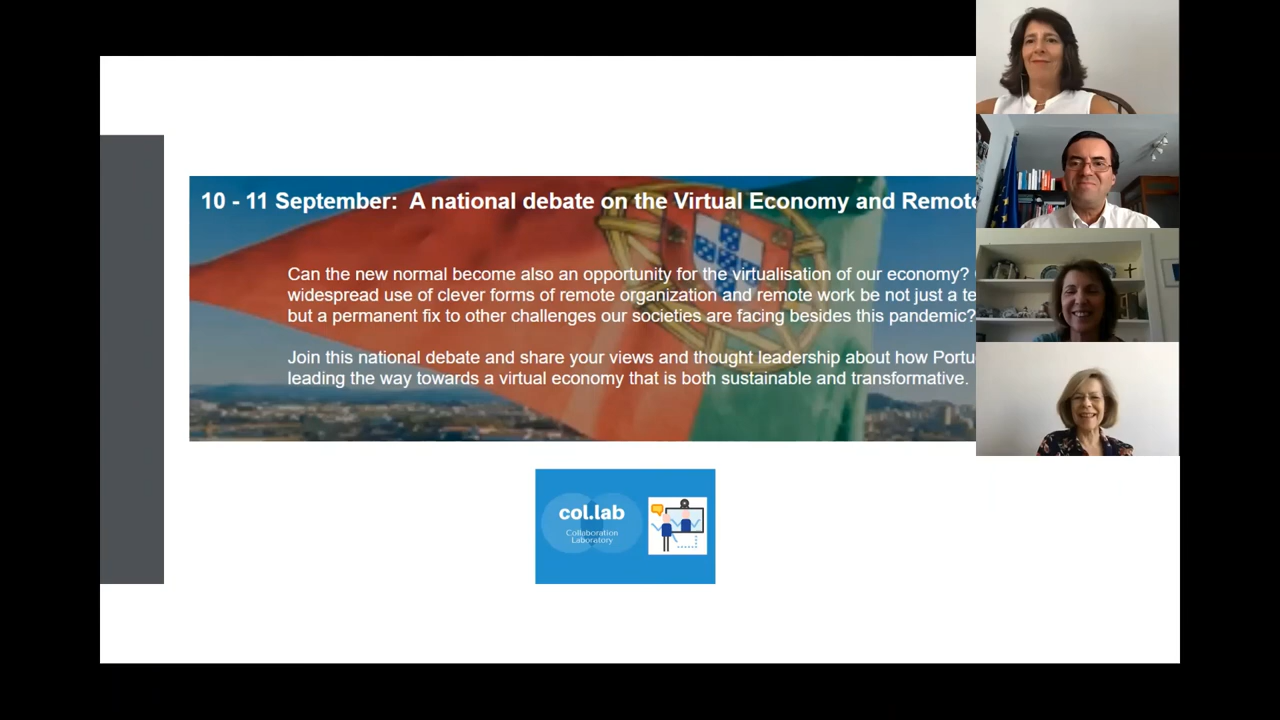 10 - 11 September: A national debate on the Virtual Economy and Remote
Can the new normal become also an opportunity for the virtualisation of our economy?
widespread use of clever forms of remote organization and remote work be not just a te
but a permanent fix to other challenges our societies are facing besides this pandemic?
Join this national debate and share your views and thought leadership about how Portu
leading the way towards a virtual economy that is both sustainable and transformative.
col.lab
Collaboration
Laboratory